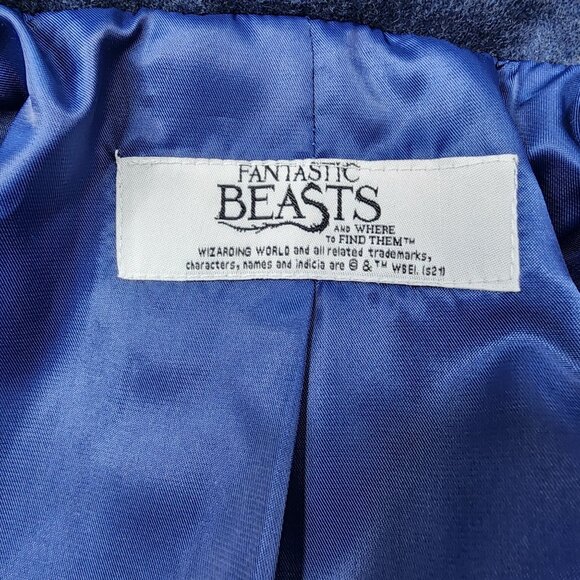 FANTASTIC
BEASTS
AND WHERE
TO FIND THEM™
WIZARDING WORLD and all related trademarks,
characters, names and indicia are © & ™ WBEI. (s21)